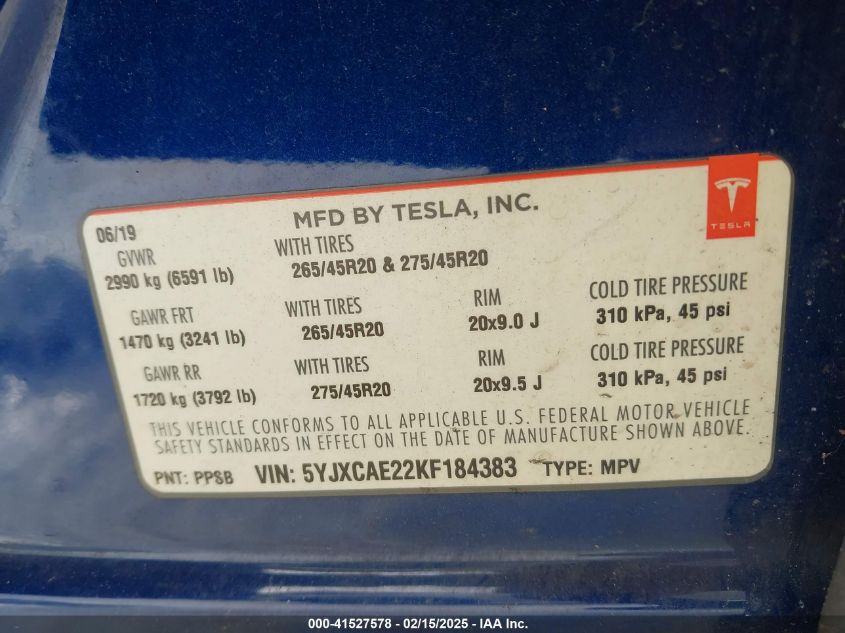 MFD BY TESLA, INC.
TESLA
06/19
GVWR
2990 kg (6591 lb)
WITH TIRES
265/45R20 & 275/45R20
GAWR FRT
1470 kg (3241 lb)
WITH TIRES
265/45R20
RIM
20x9.0 J
COLD TIRE PRESSURE
310 kPa, 45 psi
GAWR RR
1720 kg (3792 lb)
WITH TIRES
275/45R20
RIM
20x9.5 J
COLD TIRE PRESSURE
310 kPa, 45 psi
THIS VEHICLE CONFORMS TO ALL APPLICABLE U.S. FEDERAL MOTOR VEHICLE
SAFETY STANDARDS IN EFFECT ON THE DATE OF MANUFACTURE SHOWN ABOVE.
PNT: PPSB VIN: 5YJXCAE22KF184383 TYPE: MPV
000-41527578 - 02/15/2025 - IAA, Inc.